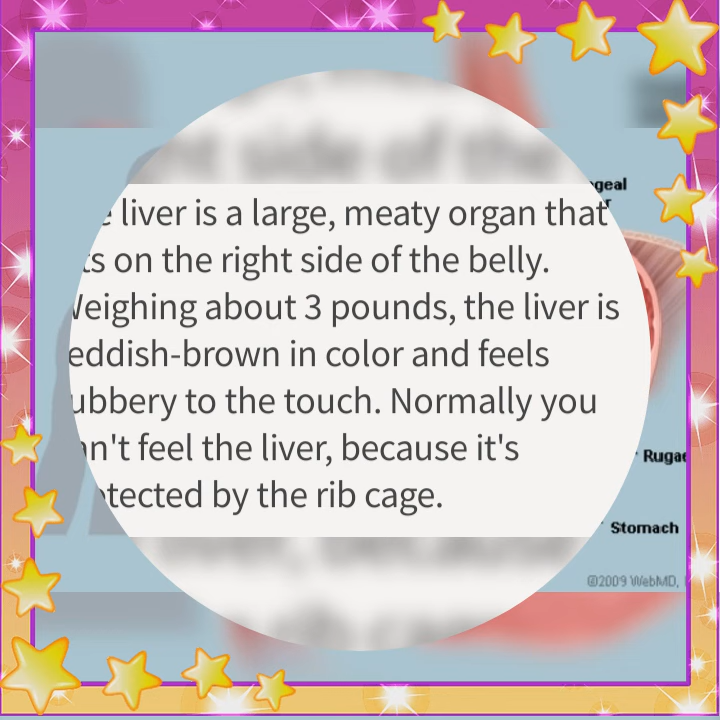 liver is a large, meaty organ that
on the right side of the belly.
eighing about 3 pounds, the liver is
eddish-brown in color and feels
ubbery to the touch. Normally you
n't feel the liver, because it's
tected by the rib cage.
geal
Rugae
Stomach
©2009 WebMD,